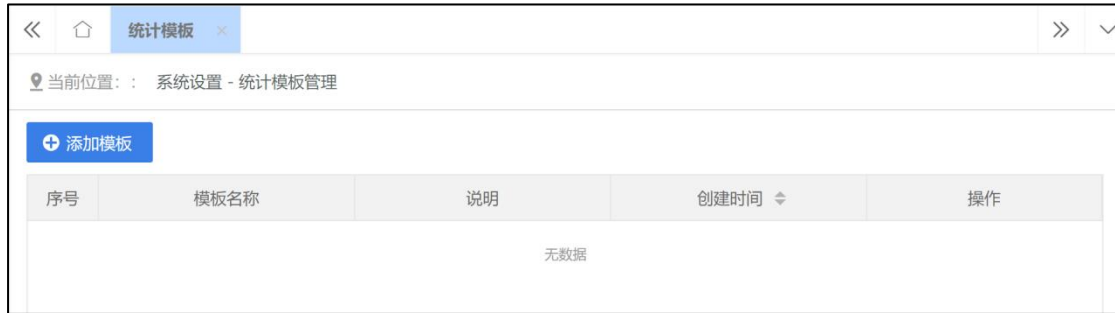 统计模板
当前位置：： 系统设置 - 统计模板管理
添加模板
序号 模板名称 说明 创建时间 操作
无数据